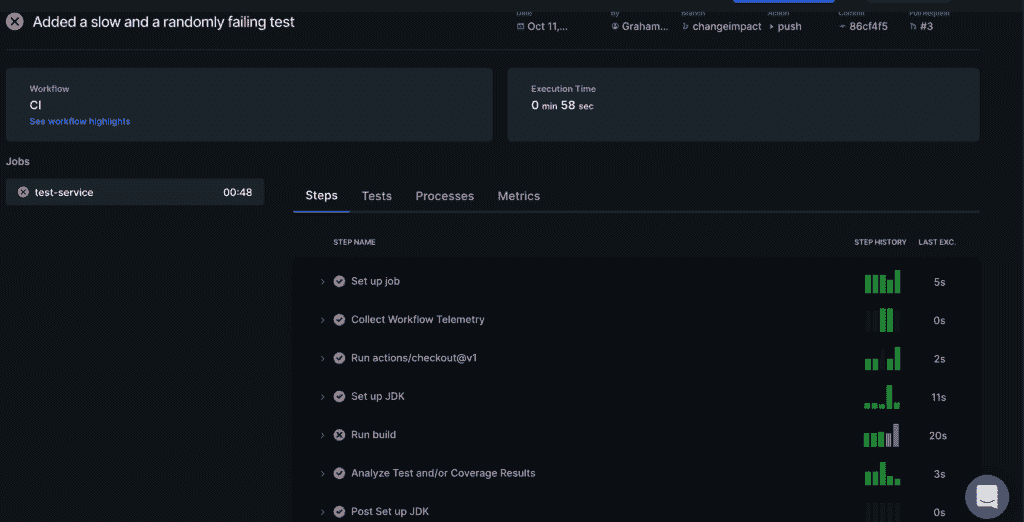 Added a slow and a randomly failing test
Date
Oct 11,...
By
Graham...
Branch
changeimpact
Action
push
Commit
86cf4f5
Pull Request
#3
Workflow
CI
See workflow highlights
Execution Time
0 min 58 sec
Jobs
test-service 00:48
Steps Tests Processes Metrics
STEP NAME STEP HISTORY LAST EXC.
Set up job 5s
Collect Workflow Telemetry 0s
Run actions/checkout@v1 2s
Set up JDK 11s
Run build 20s
Analyze Test and/or Coverage Results 3s
Post Set up JDK 0s